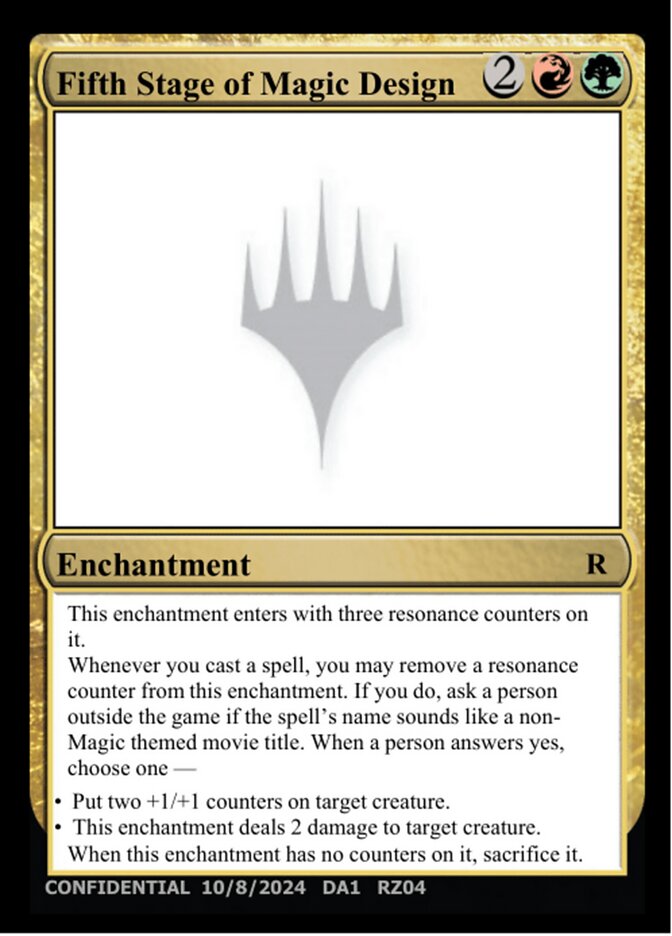 Fifth Stage of Magic Design 2
Enchantment R
This enchantment enters with three resonance counters on
it.
Whenever you cast a spell, you may remove a resonance
counter from this enchantment. If you do, ask a person
outside the game if the spell's name sounds like a non-
Magic themed movie title. When a person answers yes,
choose one —
• Put two +1/+1 counters on target creature.
• This enchantment deals 2 damage to target creature.
When this enchantment has no counters on it, sacrifice it.
CONFIDENTIAL 10/8/2024 DA1 RZ04